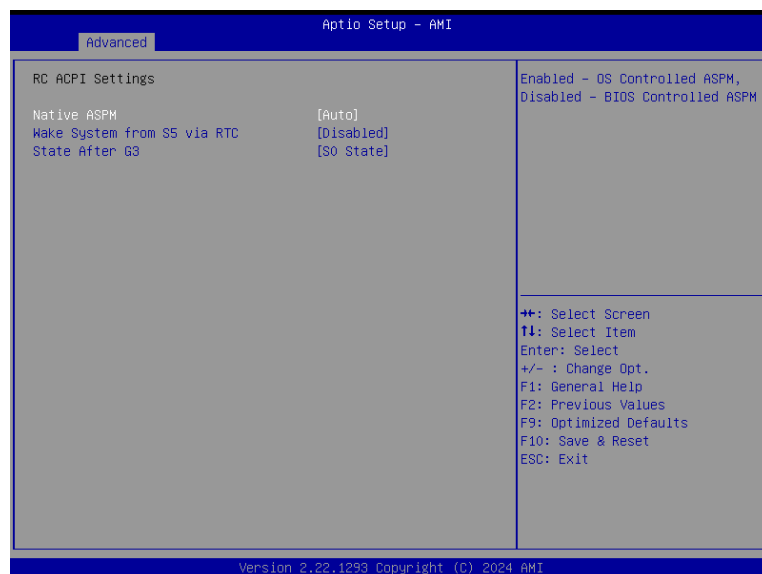 Aptio Setup – AMI
Advanced
RC ACPI Settings
Native ASPM [Auto]
Wake System from S5 via RTC [Disabled]
State After G3 [S0 State]
Enabled – OS Controlled ASPM,
Disabled – BIOS Controlled ASPM
→←: Select Screen
↑↓: Select Item
Enter: Select
+/- : Change Opt.
F1: General Help
F2: Previous Values
F9: Optimized Defaults
F10: Save & Reset
ESC: Exit
Version 2.22.1293 Copyright (C) 2024 AMI